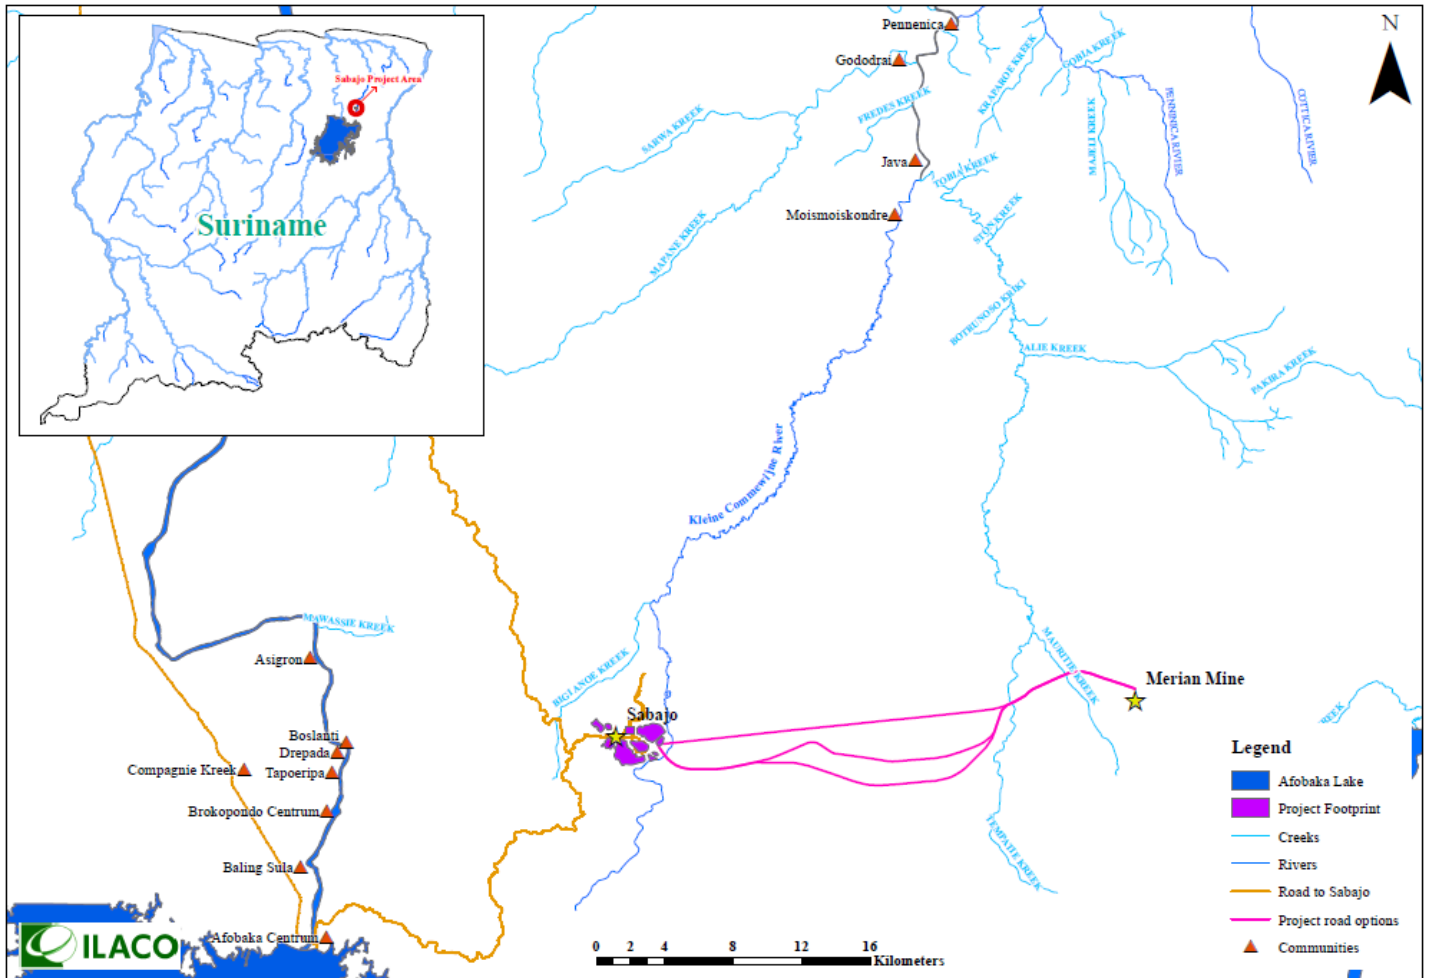 Sabajo Project Area
Suriname
N
Pennenica
Gododrai
FREDES KREEK
KRAPAROE KREEK
GOBIA KREEK
MAJELI KREEK
PENNINICA RIVIER
COTTICA RIVIER
SARWA KREEK
Java
TOBIA KREEK
Moismoiskondre
STON KREEK
MAPANE KREEK
BOTRUNOSO KRIKI
ALIE KREEK
PAKIRA KREEK
Kleine Commewijne River
MAWASSIE KREEK
Asigron
BIGI ANOE KREEK
MAURITIE KREEK
Merian Mine
Sabajo
REEK
Boslanti
Drepada
Compagnie Kreek
Tapoeripa
Brokopondo Centrum
TEMPATIE KREEK
Baling Sula
Afobaka Centrum
ILACO
0 2 4 8 12 16
Kilometers
Legend
Afobaka Lake
Project Footprint
Creeks
Rivers
Road to Sabajo
Project road options
Communities